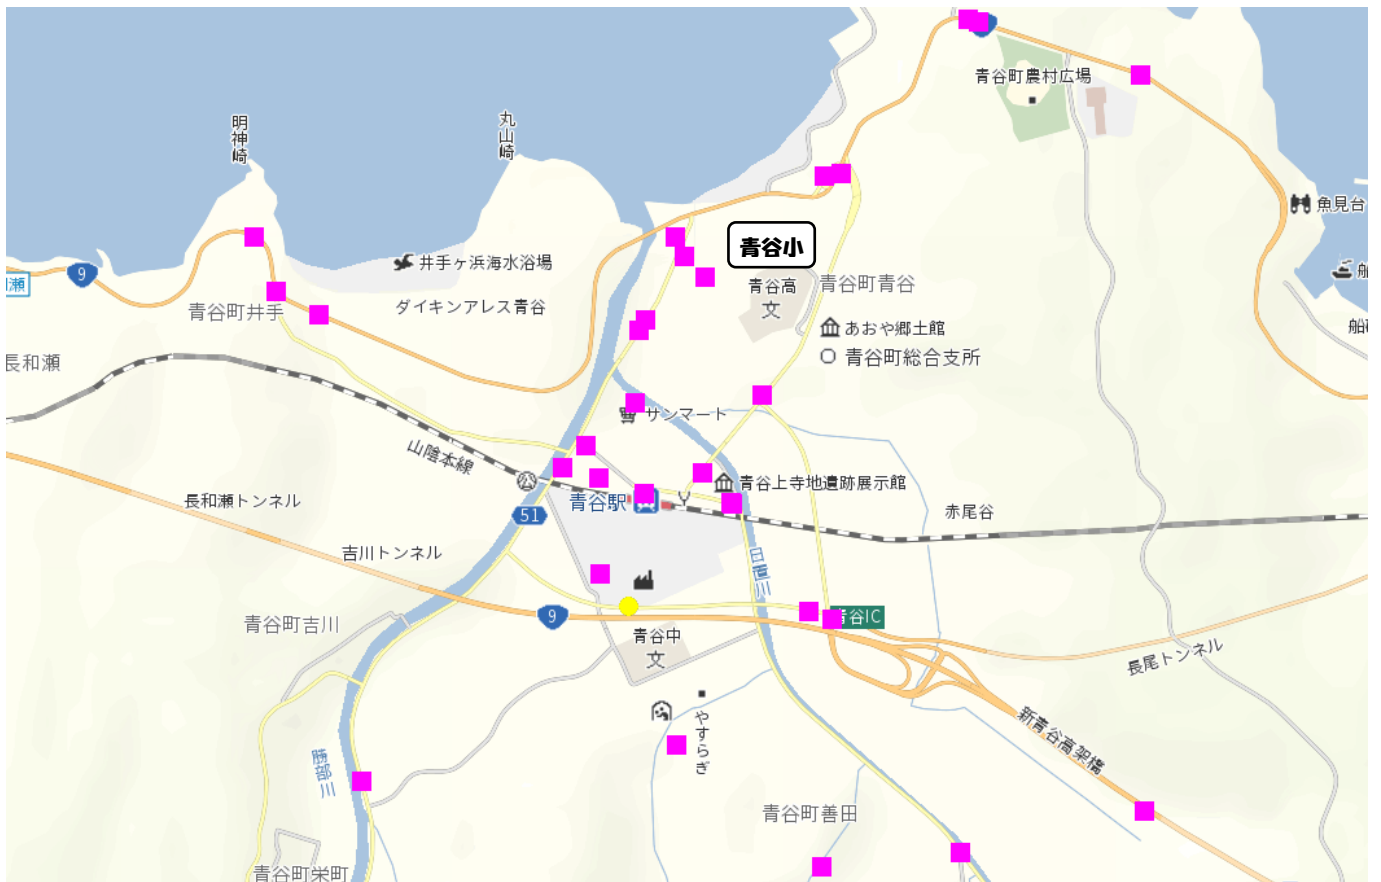 青谷町農村広場
明神崎
丸山崎
魚見台
青谷小
9
井手ヶ浜海水浴場
青谷高
文
青谷町青谷
ダイキンアレス青谷
青谷町井手
あおや郷土館
青谷町総合支所
長和瀬
サンマート
山陰本線
青谷上寺地遺跡展示館
長和瀬トンネル
青谷駅
51
赤尾谷
吉川トンネル
日置川
青谷町吉川
9
青谷IC
青谷中
文
長尾トンネル
やすらぎ
新青谷高架橋
勝部川
青谷町善田
青谷町栄町